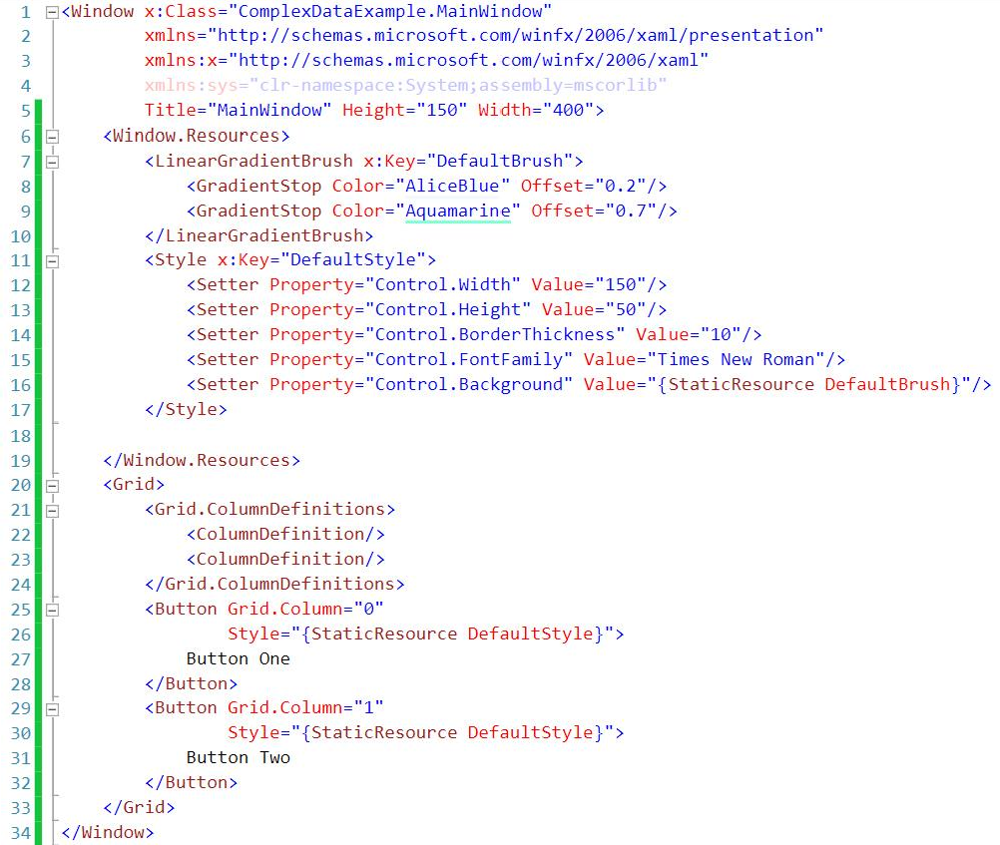 1 <Window x:Class="ComplexDataExample.MainWindow"
2         xmlns="http://schemas.microsoft.com/winfx/2006/xaml/presentation"
3         xmlns:x="http://schemas.microsoft.com/winfx/2006/xaml"
4         xmlns:sys="clr-namespace:System;assembly=mscorlib"
5         Title="MainWindow" Height="150" Width="400">
6     <Window.Resources>
7         <LinearGradientBrush x:Key="DefaultBrush">
8             <GradientStop Color="AliceBlue" Offset="0.2"/>
9             <GradientStop Color="Aquamarine" Offset="0.7"/>
10         </LinearGradientBrush>
11         <Style x:Key="DefaultStyle">
12             <Setter Property="Control.Width" Value="150"/>
13             <Setter Property="Control.Height" Value="50"/>
14             <Setter Property="Control.BorderThickness" Value="10"/>
15             <Setter Property="Control.FontFamily" Value="Times New Roman"/>
16             <Setter Property="Control.Background" Value="{StaticResource DefaultBrush}"/>
17         </Style>
18
19     </Window.Resources>
20     <Grid>
21         <Grid.ColumnDefinitions>
22             <ColumnDefinition/>
23             <ColumnDefinition/>
24         </Grid.ColumnDefinitions>
25         <Button Grid.Column="0"
26                 Style="{StaticResource DefaultStyle}">
27             Button One
28         </Button>
29         <Button Grid.Column="1"
30                 Style="{StaticResource DefaultStyle}">
31             Button Two
32         </Button>
33     </Grid>
34 </Window>